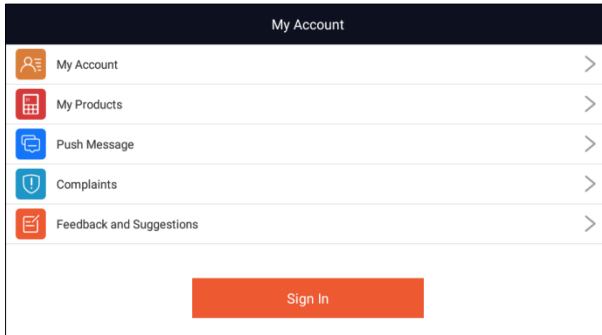 My Account
My Account
My Products
Push Message
Complaints
Feedback and Suggestions
Sign In